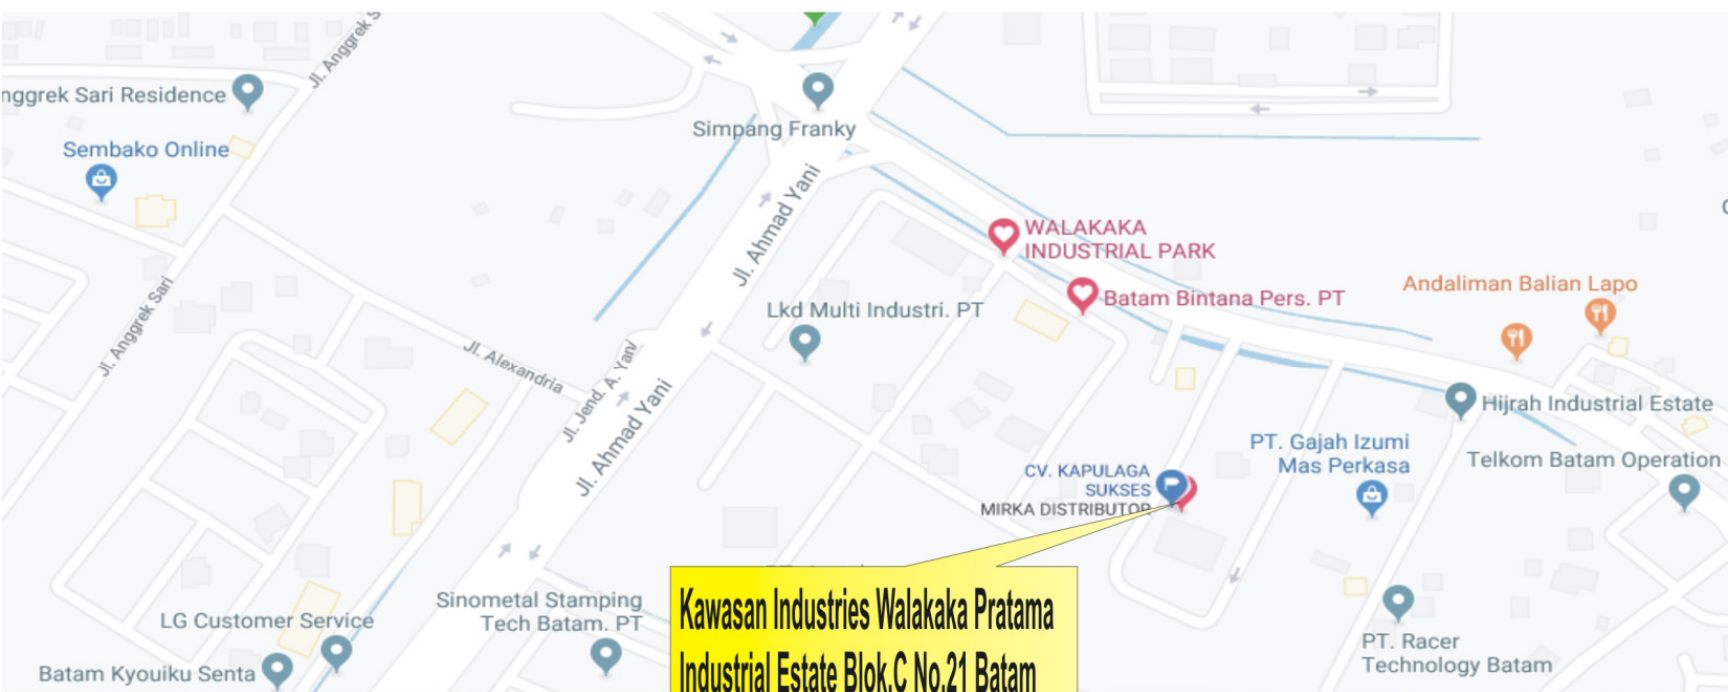 Jl. Anggrek S
nggrek Sari Residence
Simpang Franky
Sembako Online
Jl. Ahmad Yani
WALAKAKA
INDUSTRIAL PARK
Andaliman Balian Lapo
Batam Bintana Pers. PT
Lkd Multi Industri. PT
Jl. Anggrek Sari
Jl. Alexandria
Jl. Jend. A. Yani
Jl. Ahmad Yani
Hijrah Industrial Estate
PT. Gajah Izumi
Mas Perkasa
Telkom Batam Operation
CV. KAPULAGA
SUKSES
MIRKA DISTRIBUTOR
Kawasan Industries Walakaka Pratama
Industrial Estate Blok.C No.21 Batam
Sinometal Stamping
Tech Batam. PT
LG Customer Service
PT. Racer
Technology Batam
Batam Kyouiku Senta